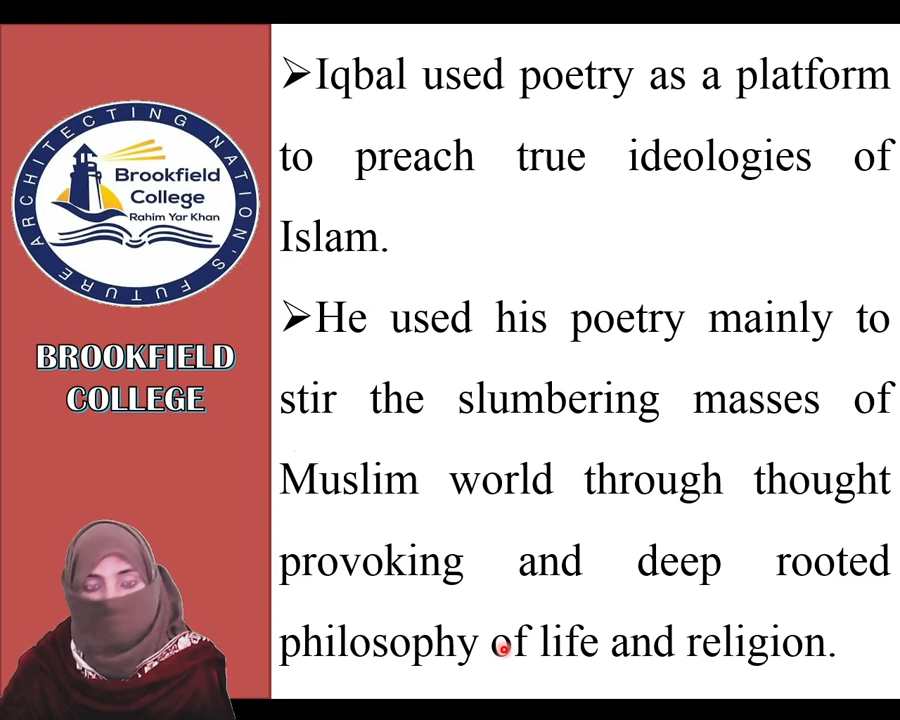 ARCHITECTING NATION'S FUTURE
Brookfield
College
Rahim Yar Khan
BROOKFIELD
COLLEGE
➢Iqbal used poetry as a platform
to preach true ideologies of
Islam.
➢He used his poetry mainly to
stir the slumbering masses of
Muslim world through thought
provoking and deep rooted
philosophy of life and religion.